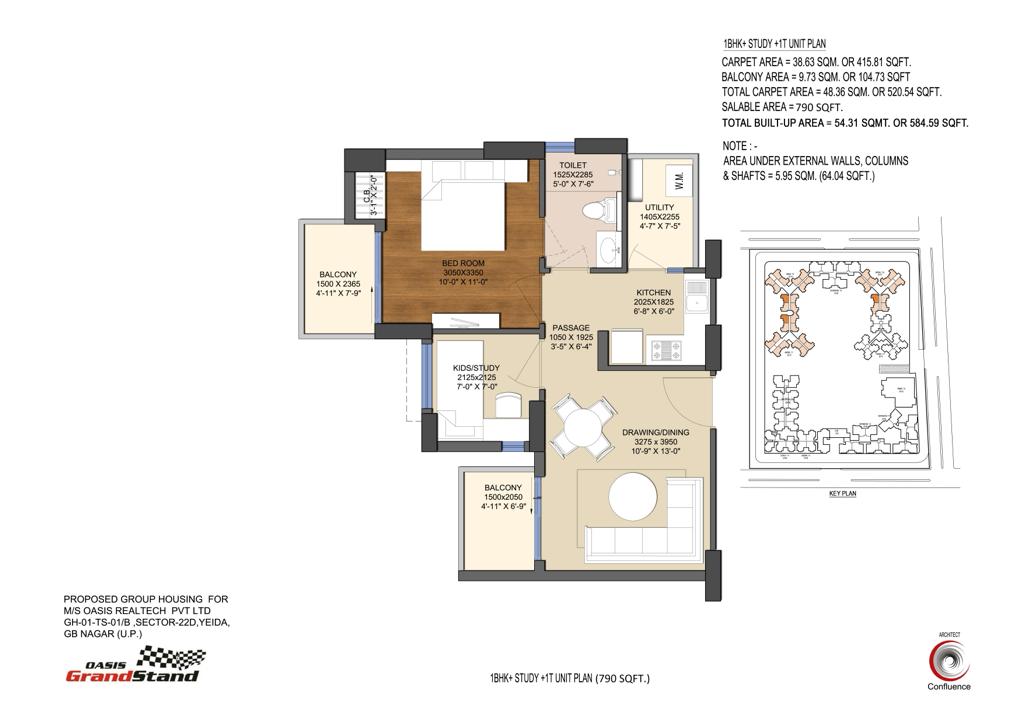 1BHK+ STUDY +1T UNIT PLAN
CARPET AREA = 38.63 SQM. OR 415.81 SQFT.
BALCONY AREA = 9.73 SQM. OR 104.73 SQFT
TOTAL CARPET AREA = 48.36 SQM. OR 520.54 SQFT.
SALABLE AREA = 790 SQFT.
TOTAL BUILT-UP AREA = 54.31 SQMT. OR 584.59 SQFT.
NOTE : -
AREA UNDER EXTERNAL WALLS, COLUMNS
& SHAFTS = 5.95 SQM. (64.04 SQFT.)
TOILET
1525X2285
5'-0" X 7'-6"
C.B.
3'-1" X 2'-0"
W.M.
UTILITY
1405X2255
4'-7" X 7'-5"
BALCONY
1500 X 2365
4'-11" X 7'-9"
BED ROOM
3050X3350
10'-0" X 11'-0"
KITCHEN
2025X1825
6'-8" X 6'-0"
PASSAGE
1050 X 1925
3'-5" X 6'-4"
KIDS/STUDY
2125x2125
7'-0" X 7'-0"
DRAWING/DINING
3275 x 3950
10'-9" X 13'-0"
BALCONY
1500x2050
4'-11" X 6'-9"
KEY PLAN
PROPOSED GROUP HOUSING FOR
M/S OASIS REALTECH PVT LTD
GH-01-TS-01/B ,SECTOR-22D,YEIDA,
GB NAGAR (U.P.)
OASIS
GrandStand
1BHK+ STUDY +1T UNIT PLAN (790 SQFT.)
ARCHITECT
Confluence